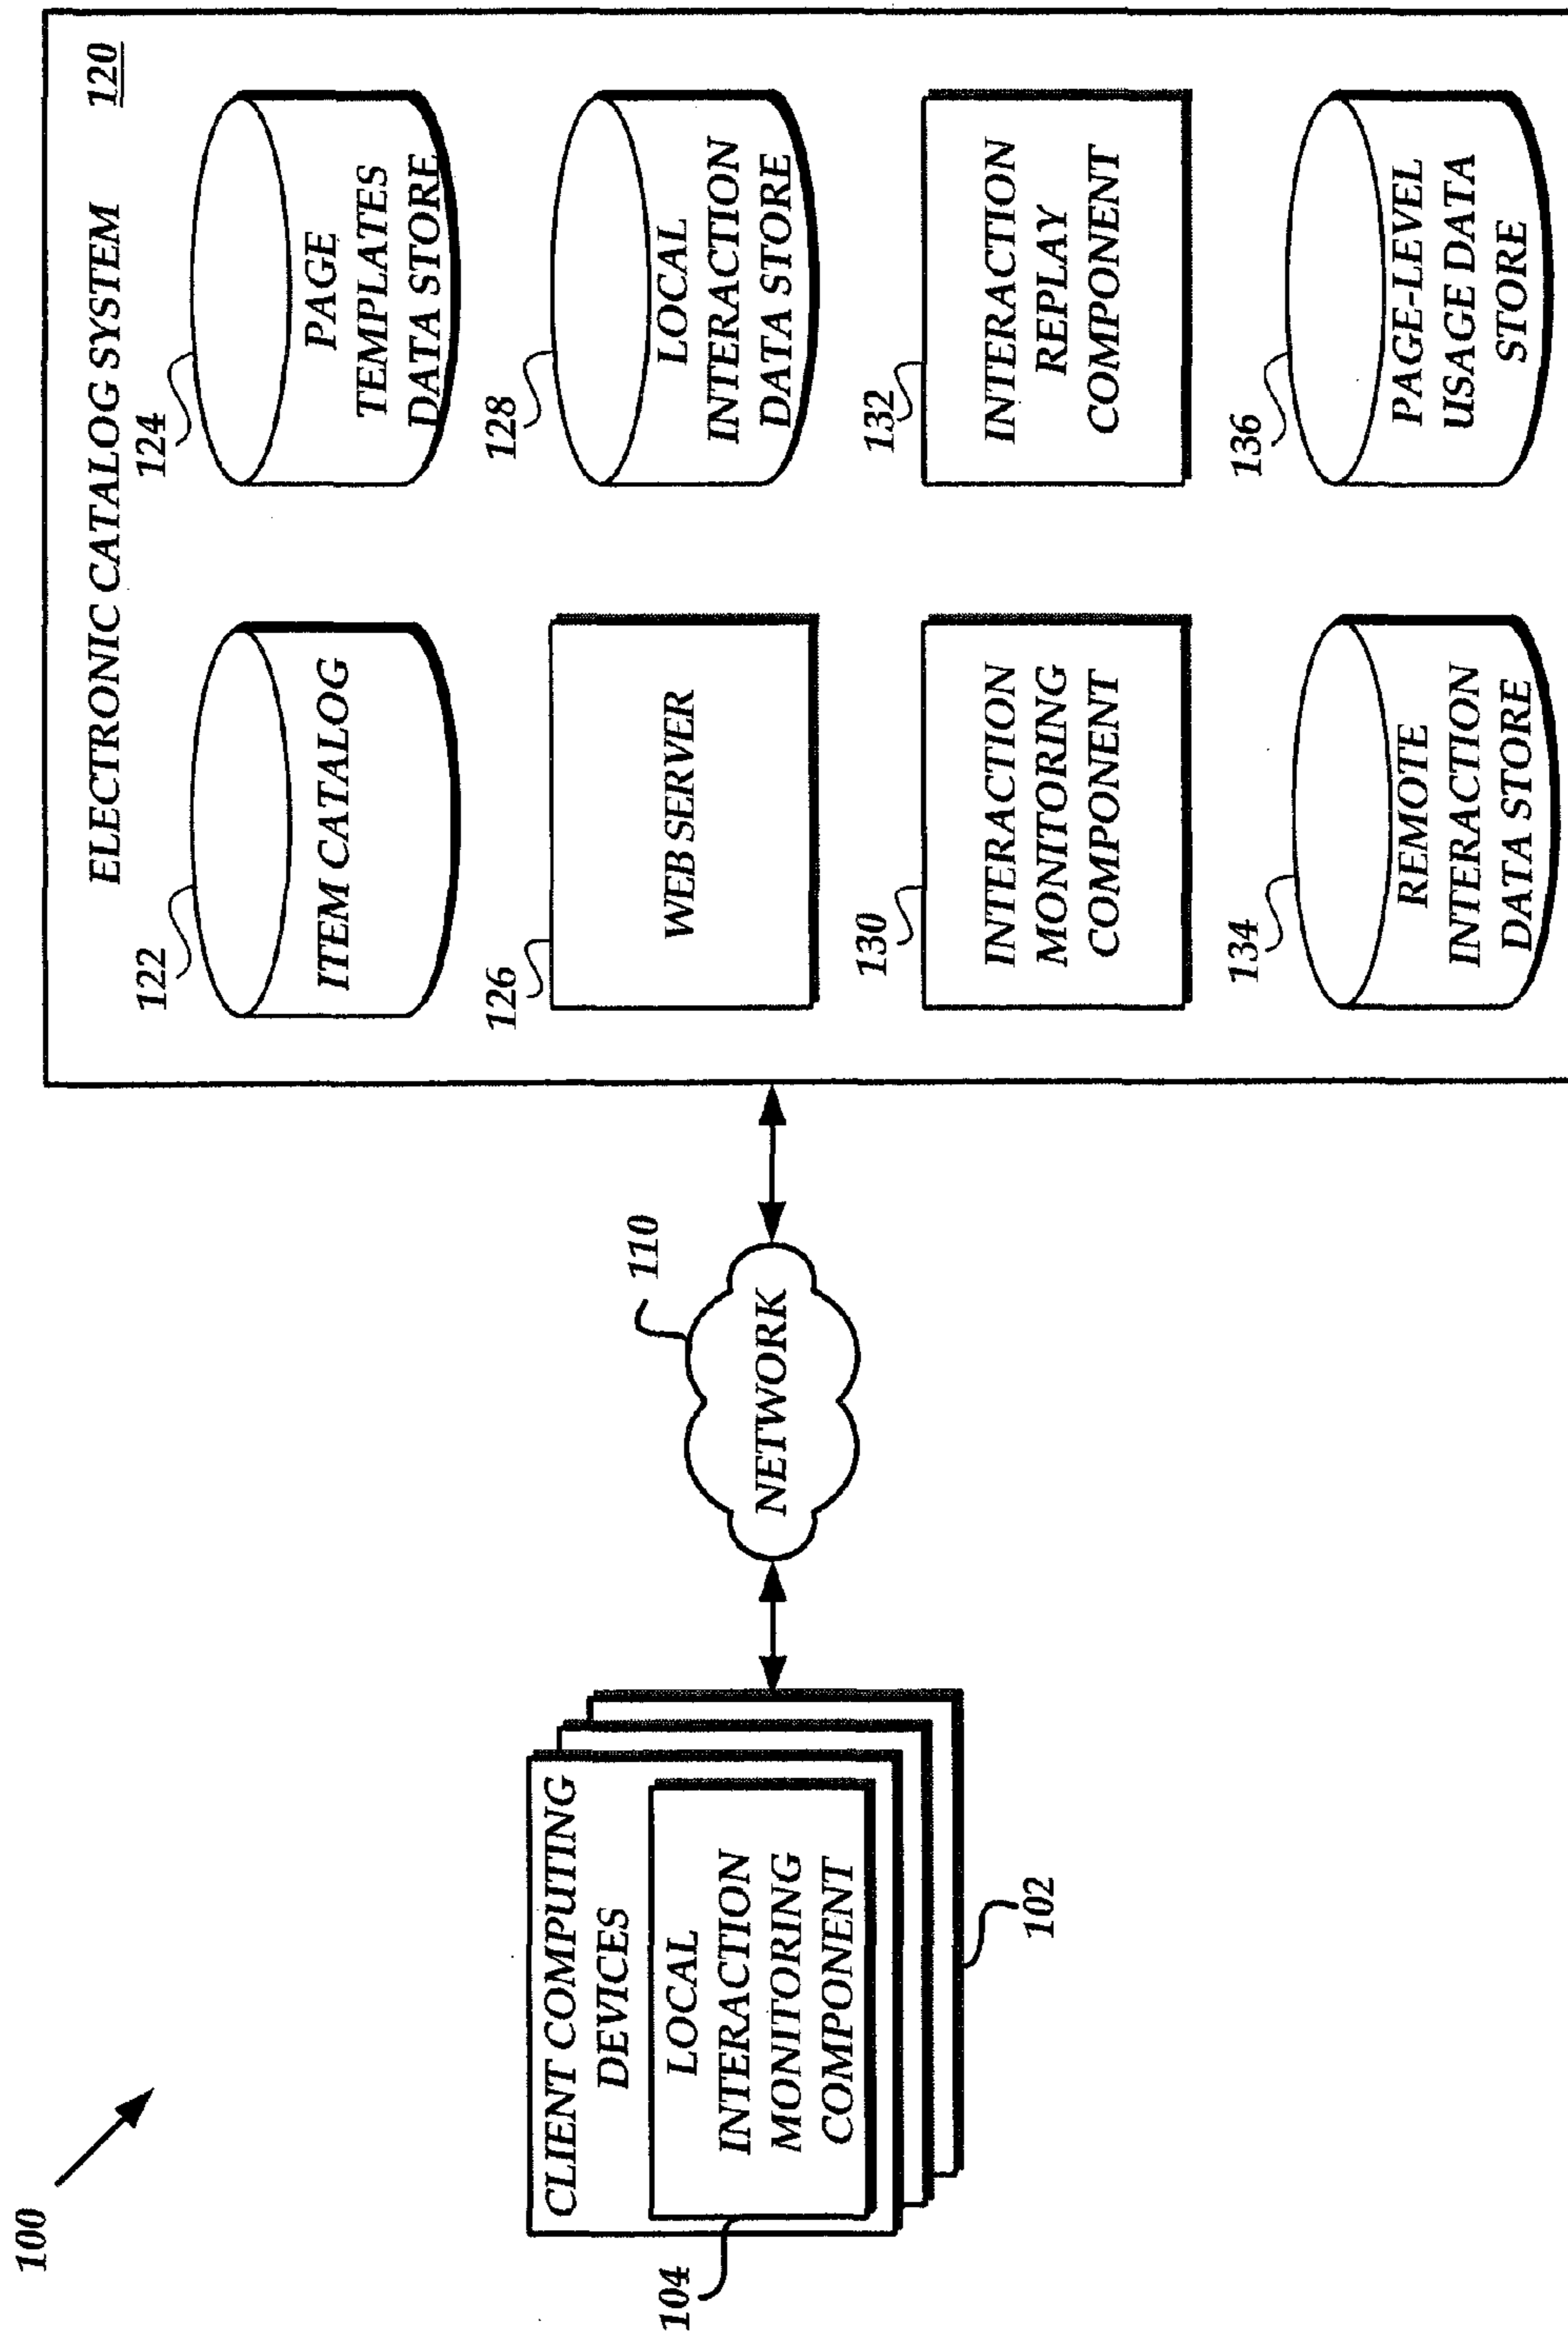 100
CLIENT COMPUTING
DEVICES
LOCAL
INTERACTION
MONITORING
COMPONENT
104
102
NETWORK
110
ELECTRONIC CATALOG SYSTEM 120
122
ITEM CATALOG
124
PAGE
TEMPLATES
DATA STORE
126
WEB SERVER
128
LOCAL
INTERACTION
DATA STORE
130
INTERACTION
MONITORING
COMPONENT
132
INTERACTION
REPLAY
COMPONENT
134
REMOTE
INTERACTION
DATA STORE
136
PAGE-LEVEL
USAGE DATA
STORE